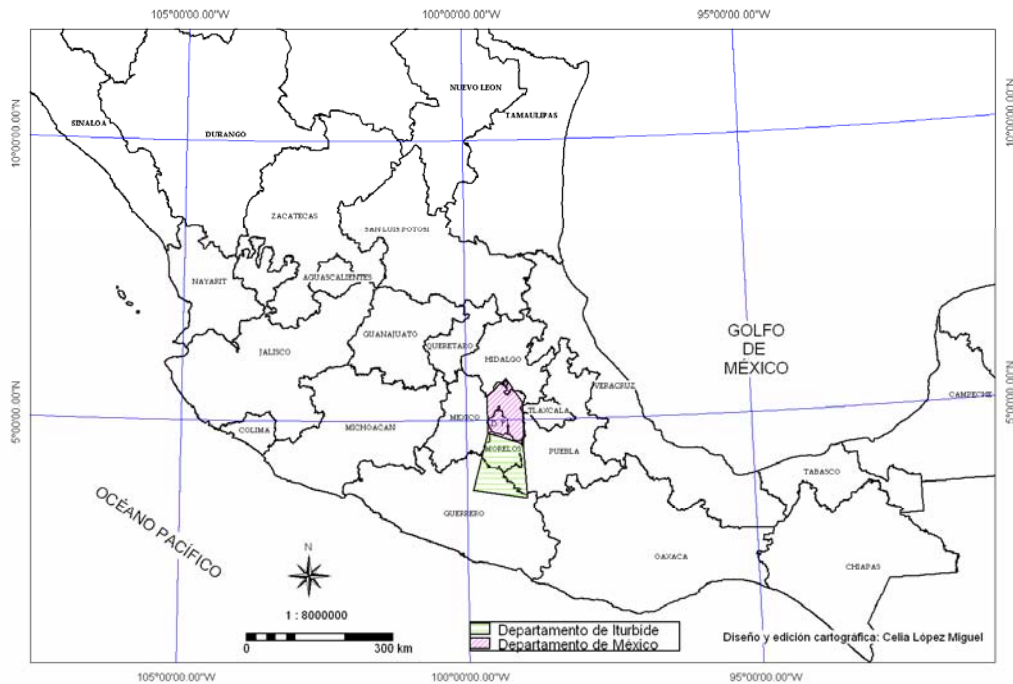 105°00'00.00"W
100°00'00.00"W
95°00'00.00"W
10°00'00.00"N
10°00'00.00"N
NUEVO LEON
TAMAULIPAS
SINALOA
DURANGO
ZACATECAS
SAN LUIS POTOSI
NAYARIT
AGUASCALIENTES
GUANAJUATO
QUERETARO
HIDALGO
JALISCO
GOLFO
DE
MÉXICO
VERACRUZ
CAMPECHE
5°00'00.00"N
5°00'00.00"N
MEXICO
TLAXCALA
D.F.
COLIMA
MICHOACAN
MORELOS
PUEBLA
TABASCO
OCÉANO PACÍFICO
GUERRERO
OAXACA
CHIAPAS
N
1 : 8000000
0
300 km
Departamento de Iturbide
Departamento de México
Diseño y edición cartográfica: Celia López Miguel
105°00'00.00"W
100°00'00.00"W
95°00'00.00"W